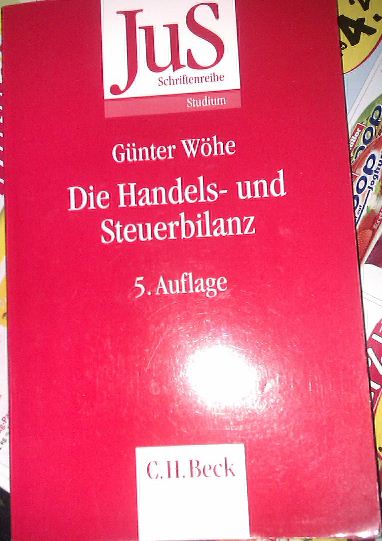 JuS
Schriftenreihe
Studium
Günter Wöhe
Die Handels- und
Steuerbilanz
5. Auflage
C.H.Beck